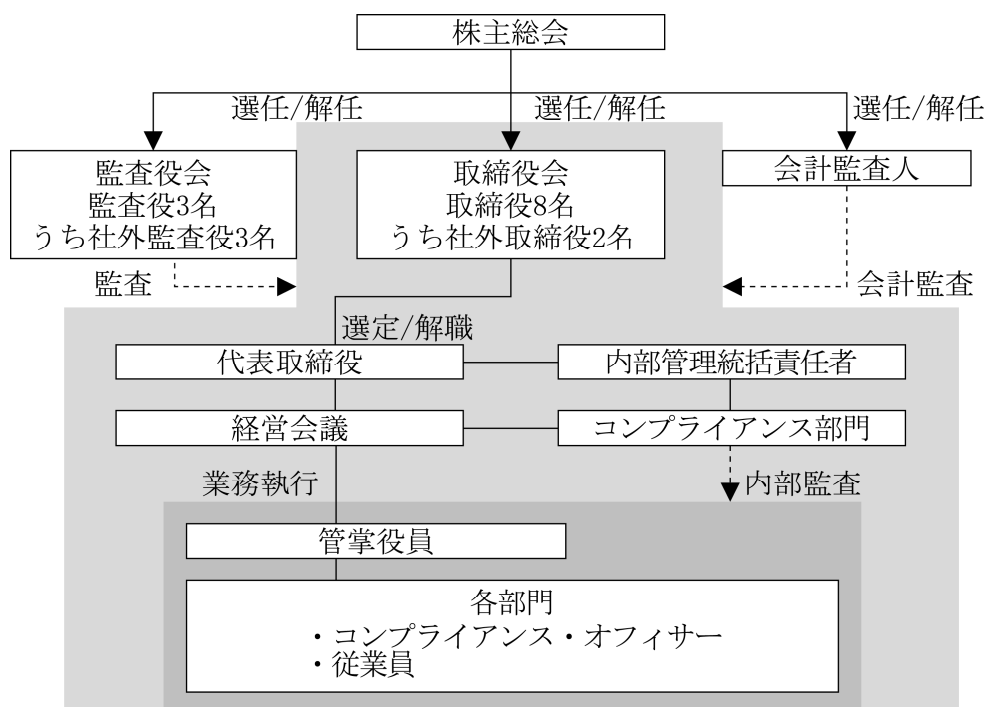 株主総会
選任/解任
選任/解任
選任/解任
監査役会
監査役3名
うち社外監査役3名
取締役会
取締役8名
うち社外取締役2名
会計監査人
監査
会計監査
選定/解職
代表取締役
内部管理統括責任者
経営会議
コンプライアンス部門
業務執行
内部監査
管掌役員
各部門
・コンプライアンス・オフィサー
・従業員